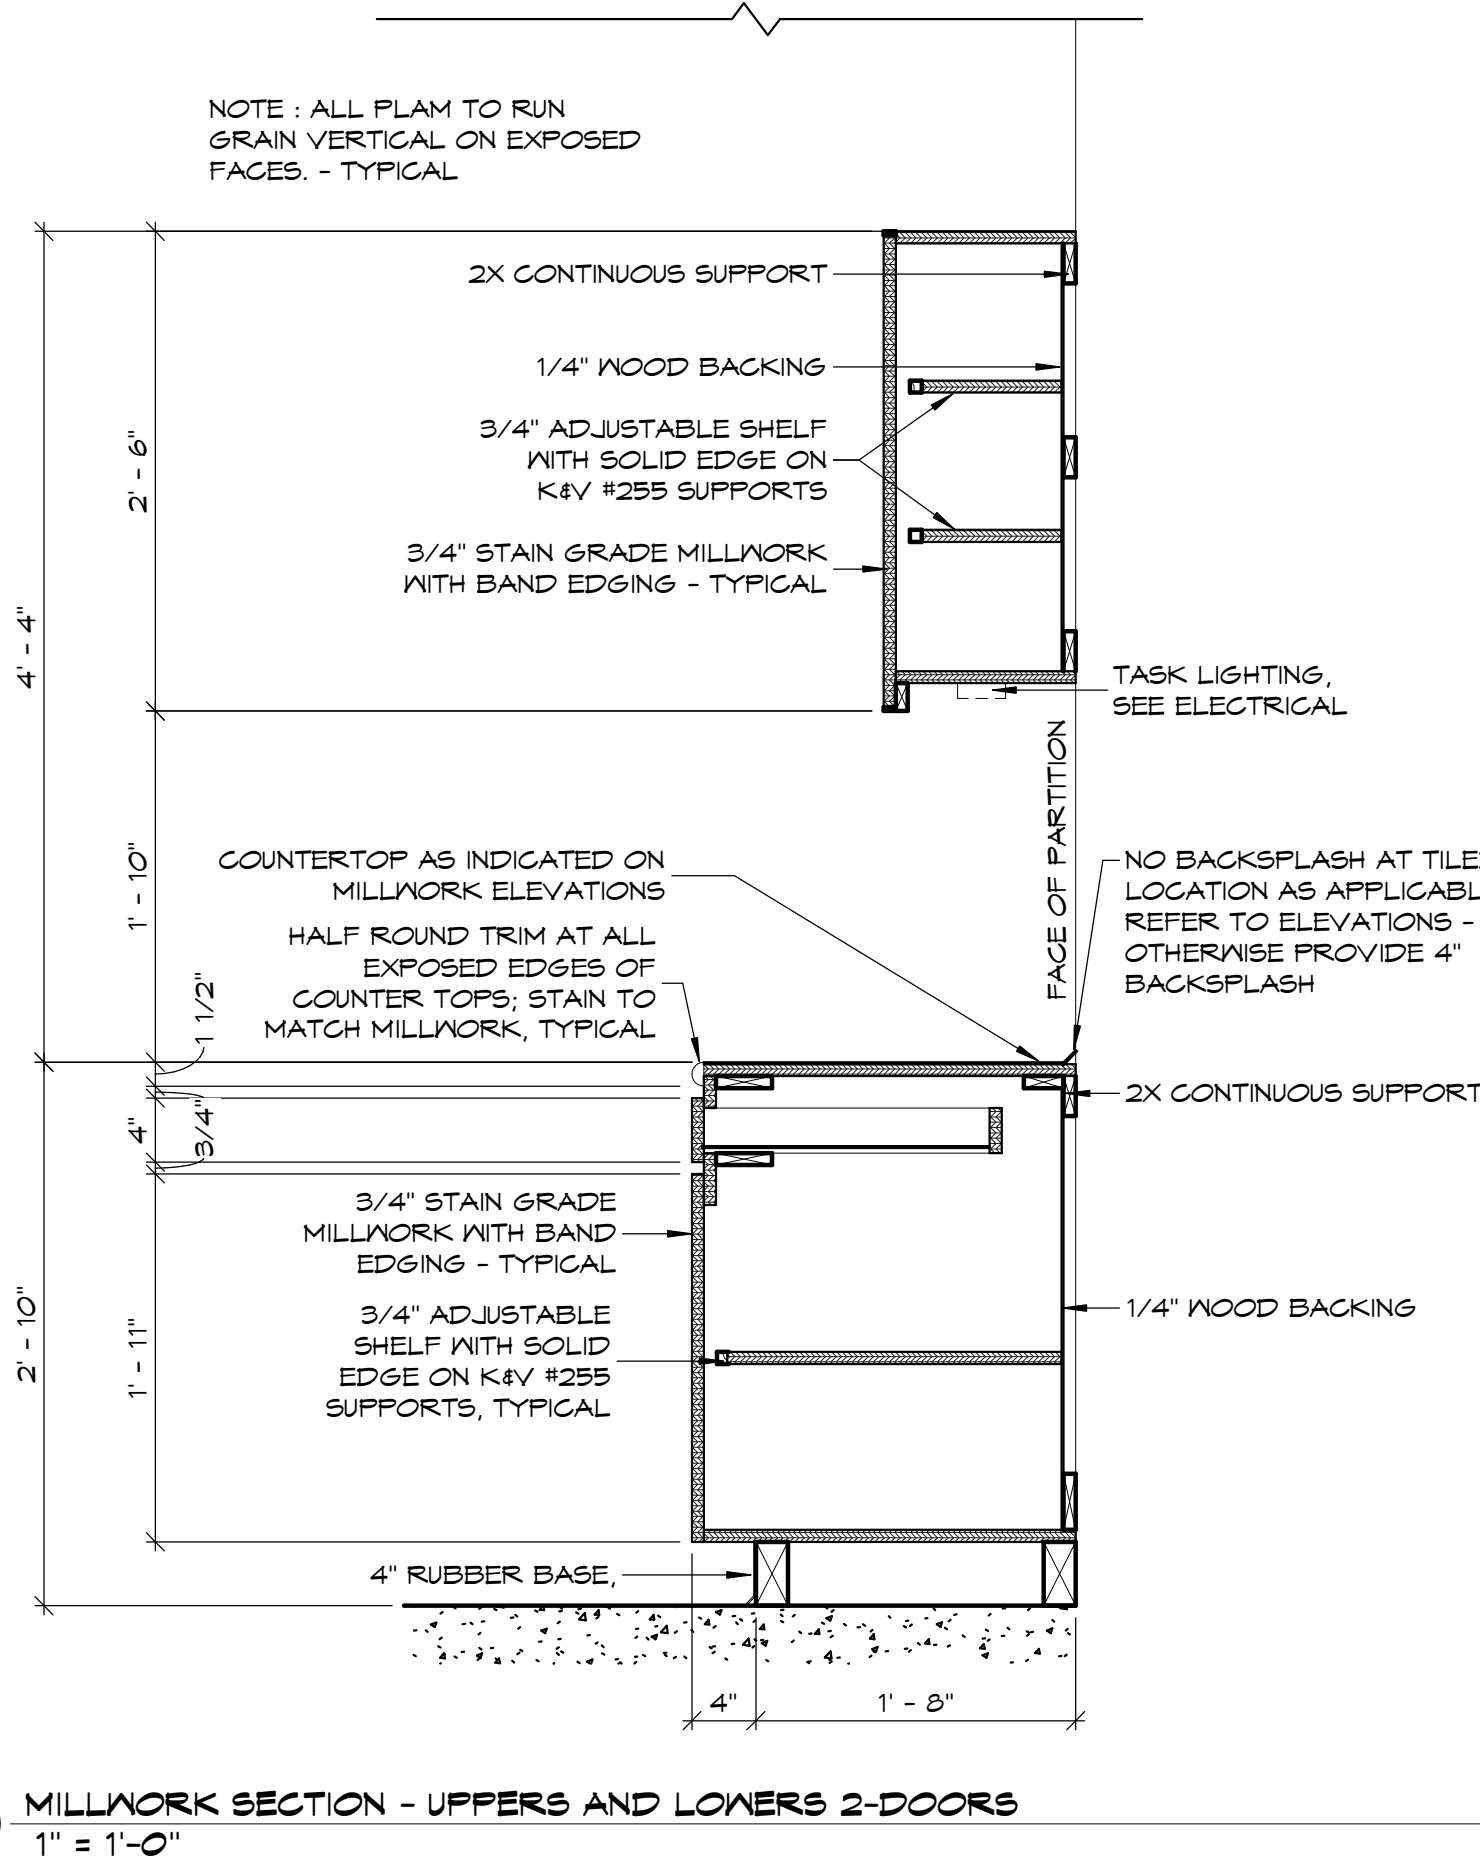 NOTE : ALL PLAM TO RUN
GRAIN VERTICAL ON EXPOSED
FACES. - TYPICAL
2X CONTINUOUS SUPPORT
1/4" WOOD BACKING
3/4" ADJUSTABLE SHELF
WITH SOLID EDGE ON
K&V #255 SUPPORTS
3/4" STAIN GRADE MILLWORK
WITH BAND EDGING - TYPICAL
2' - 6"
4' - 4"
TASK LIGHTING,
SEE ELECTRICAL
FACE OF PARTITION
1' - 10"
COUNTERTOP AS INDICATED ON
MILLWORK ELEVATIONS
HALF ROUND TRIM AT ALL
EXPOSED EDGES OF
COUNTER TOPS; STAIN TO
MATCH MILLWORK, TYPICAL
NO BACKSPLASH AT TILE
LOCATION AS APPLICABL
REFER TO ELEVATIONS -
OTHERWISE PROVIDE 4"
BACKSPLASH
1 1/2"
4"
3/4"
2X CONTINUOUS SUPPORT
3/4" STAIN GRADE
MILLWORK WITH BAND
EDGING - TYPICAL
3/4" ADJUSTABLE
SHELF WITH SOLID
EDGE ON K&V #255
SUPPORTS, TYPICAL
1/4" WOOD BACKING
2' - 10"
1' - 11"
4" RUBBER BASE,
4"
1' - 8"
MILLWORK SECTION - UPPERS AND LOWERS 2-DOORS
1" = 1'-0"